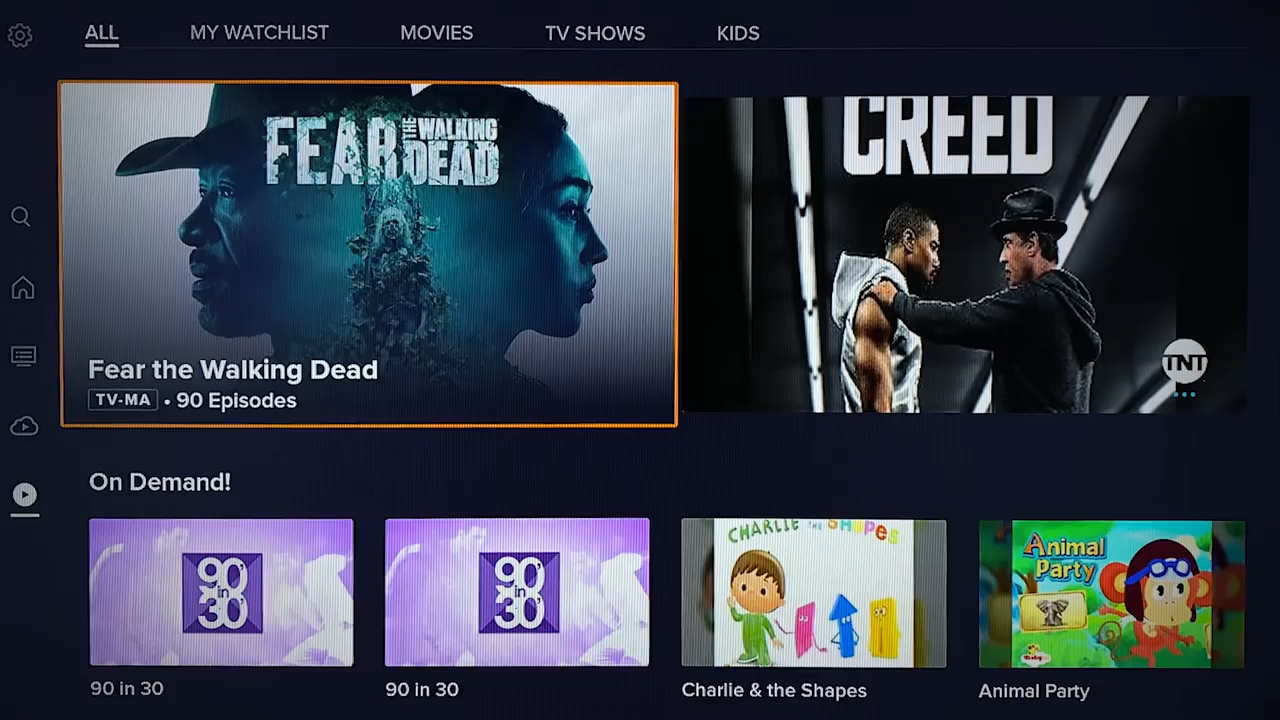 ALL
MY WATCHLIST
MOVIES
TV SHOWS
KIDS
FEAR THE WALKING DEAD
Fear the Walking Dead
TV-MA • 90 Episodes
CREED
TNT
On Demand!
90
in
30
90 in 30
90
in
30
90 in 30
CHARLIE THE SHAPES
Charlie & the Shapes
Animal
Party
Baby
Animal Party